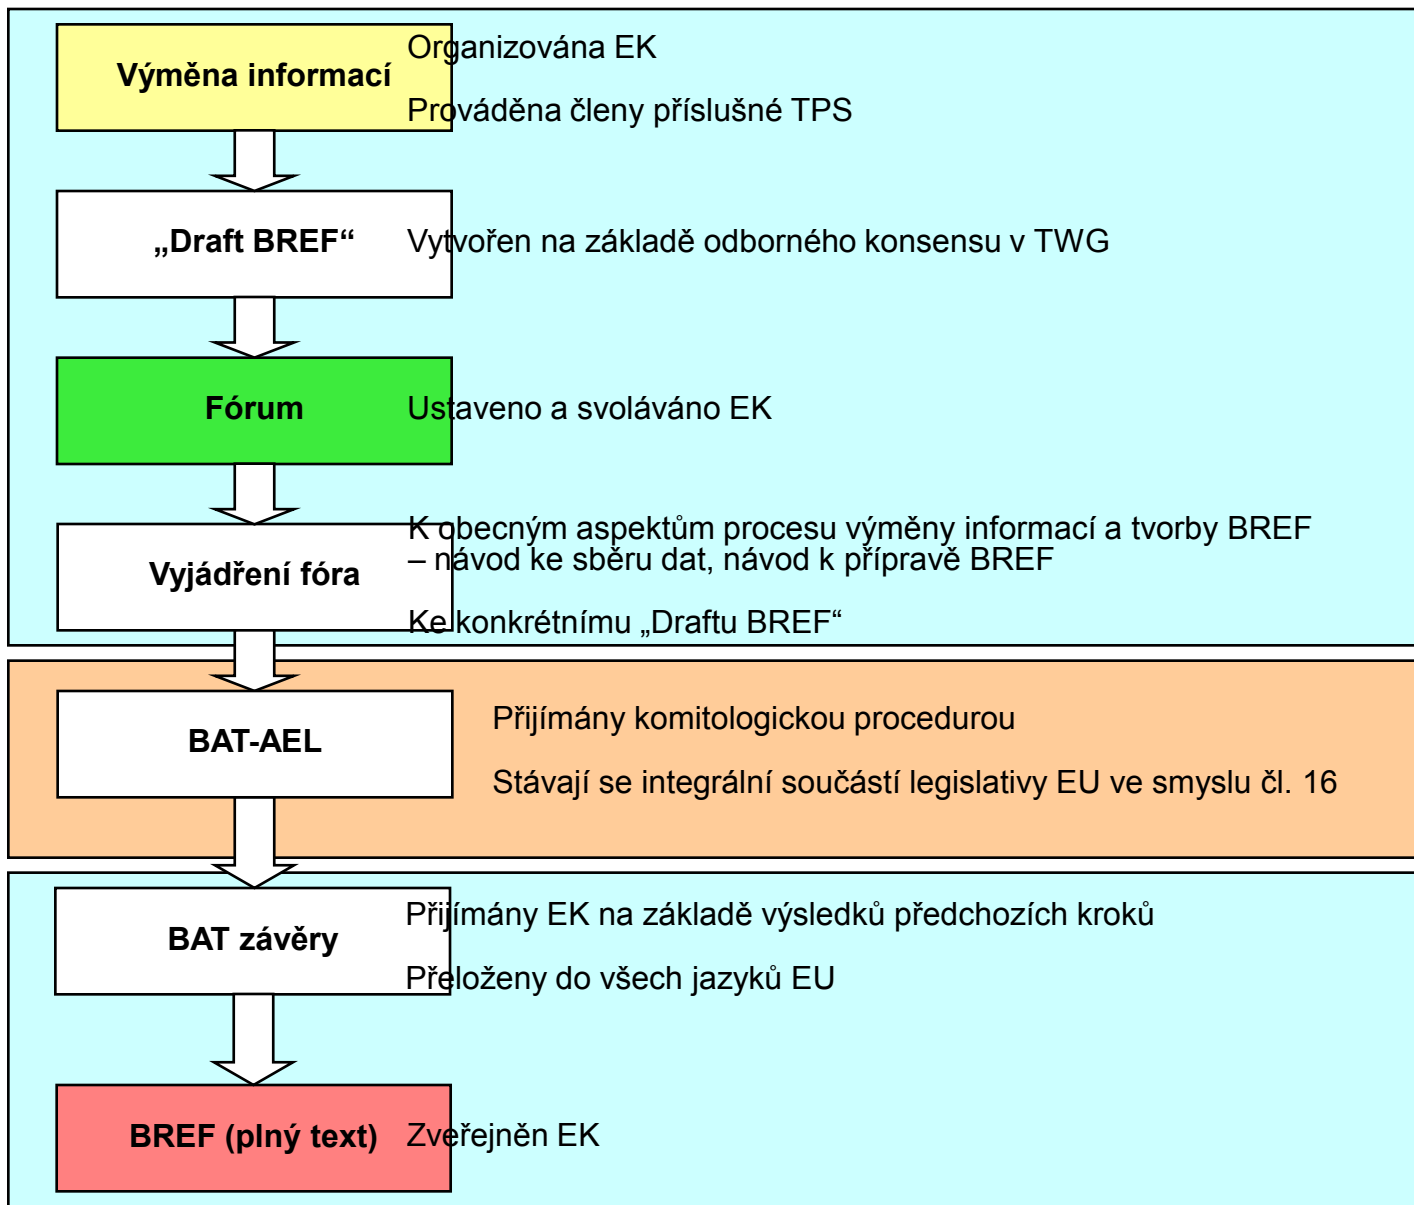 Výměna informací
Organizována EK
Prováděna členy příslušné TPS
„Draft BREF“
Vytvořen na základě odborného konsensu v TWG
Fórum
Ustaveno a svoláváno EK
Vyjádření fóra
K obecným aspektům procesu výměny informací a tvorby BREF
– návod ke sběru dat, návod k přípravě BREF
Ke konkrétnímu „Draftu BREF“
BAT-AEL
Přijímány komitologickou procedurou
Stávají se integrální součástí legislativy EU ve smyslu čl. 16
BAT závěry
Přijímány EK na základě výsledků předchozích kroků
Přeloženy do všech jazyků EU
BREF (plný text)
Zveřejněn EK